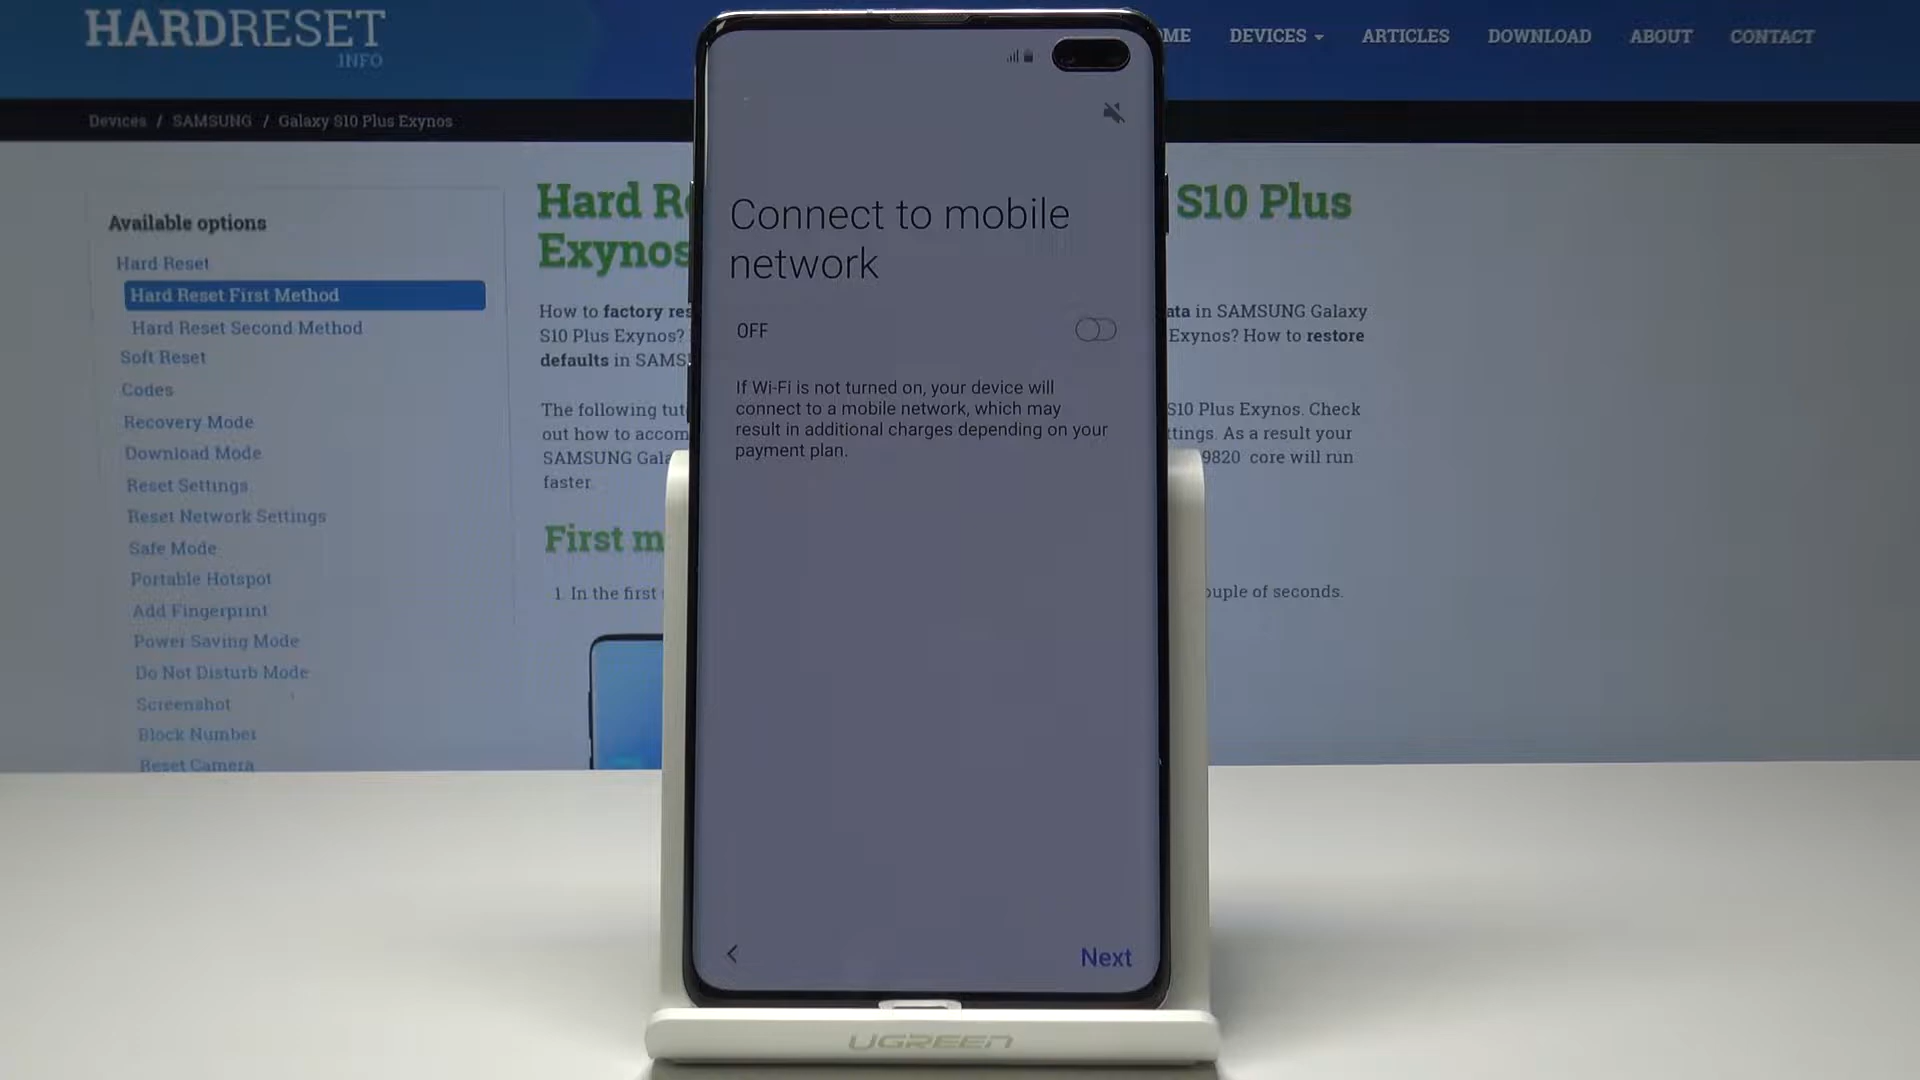 HARDRESET
.INFO
ME DEVICES ARTICLES DOWNLOAD ABOUT CONTACT
Devices / SAMSUNG / Galaxy S10 Plus Exynos
Available options
Hard Reset
Hard Reset First Method
Hard Reset Second Method
Soft Reset
Codes
Recovery Mode
Download Mode
Reset Settings
Reset Network Settings
Safe Mode
Portable Hotspot
Add Fingerprint
Power Saving Mode
Do Not Disturb Mode
Screenshot
Block Number
Reset Camera
Hard R S10 Plus
Exynos
How to factory res ata in SAMSUNG Galaxy
S10 Plus Exynos? Exynos? How to restore
defaults in SAMS
The following tut S10 Plus Exynos. Check
out how to accom ttings. As a result your
SAMSUNG Gala 9820 core will run
faster.
First m
1. In the first ouple of seconds.
Connect to mobile
network
OFF
If Wi-Fi is not turned on, your device will
connect to a mobile network, which may
result in additional charges depending on your
payment plan.
< Next
UGREEN